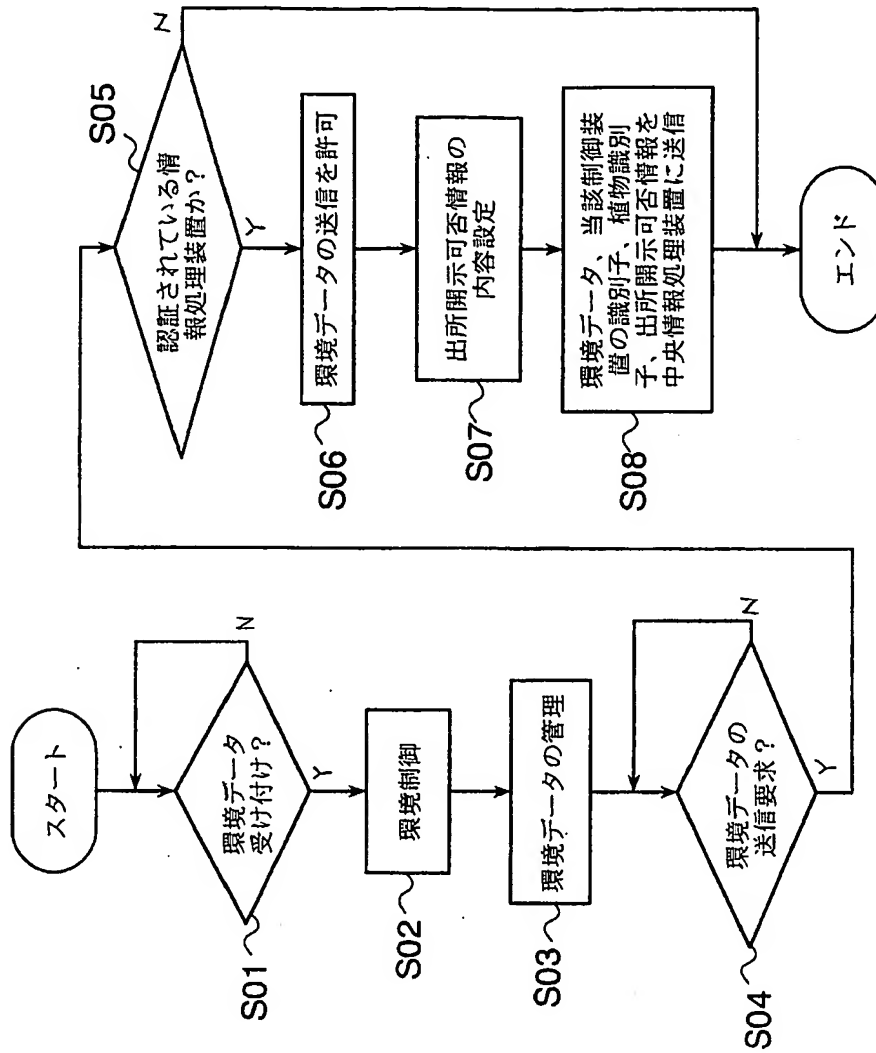 スタート
環境データ
受け付け？
N
Y
S01
環境制御
S02
環境データの管理
S03
環境データの
送信要求？
N
Y
S04
認証されている情
報処理装置か？
N
Y
S05
環境データの送信を許可
S06
出所開示可否情報の
内容設定
S07
環境データ、当該制御装
置の識別子、植物識別
子、出所開示可否情報を
中央情報処理装置に送信
S08
エンド